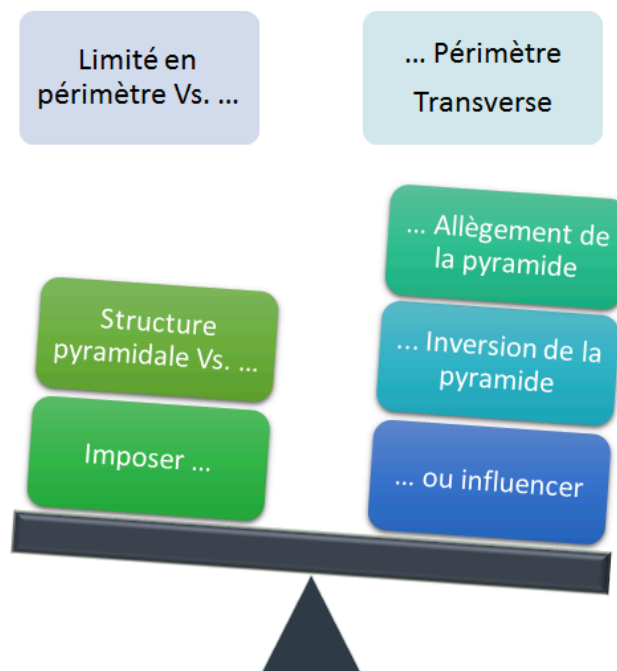 Limité en
périmètre Vs. ...
... Périmètre
Transverse
... Allègement de
la pyramide
Structure
pyramidale Vs. ...
... Inversion de la
pyramide
Imposer ...
... ou influencer